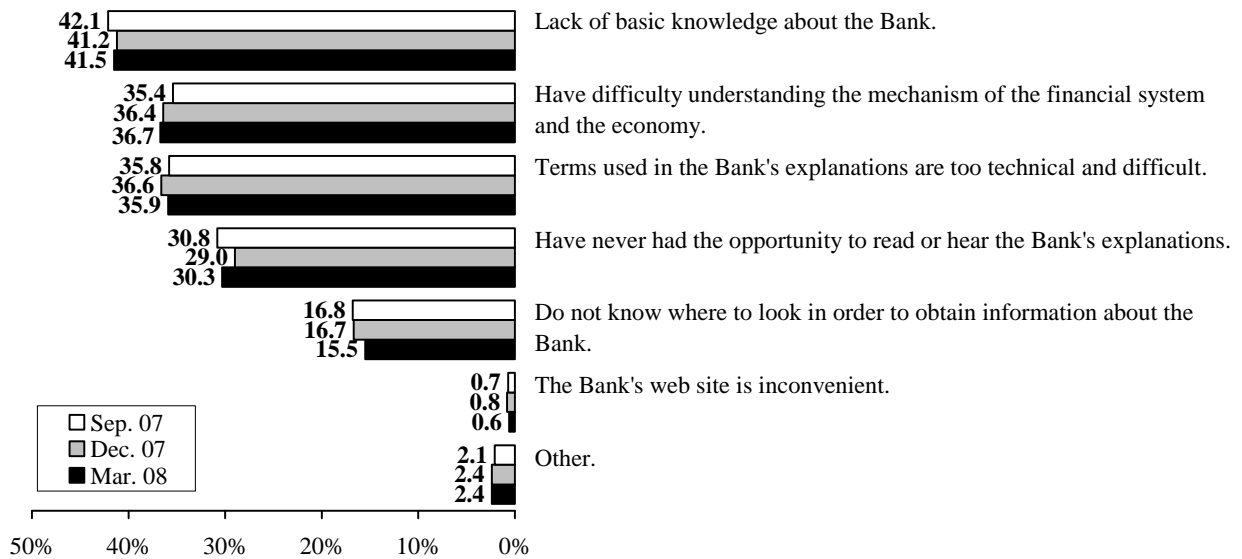 42.1
41.2
41.5
Lack of basic knowledge about the Bank.
35.4
36.4
36.7
Have difficulty understanding the mechanism of the financial system
and the economy.
35.8
36.6
35.9
Terms used in the Bank's explanations are too technical and difficult.
30.8
29.0
30.3
Have never had the opportunity to read or hear the Bank's explanations.
16.8
16.7
15.5
Do not know where to look in order to obtain information about the
Bank.
0.7
0.8
0.6
The Bank's web site is inconvenient.
2.1
2.4
2.4
Other.
Sep. 07
Dec. 07
Mar. 08
50% 40% 30% 20% 10% 0%